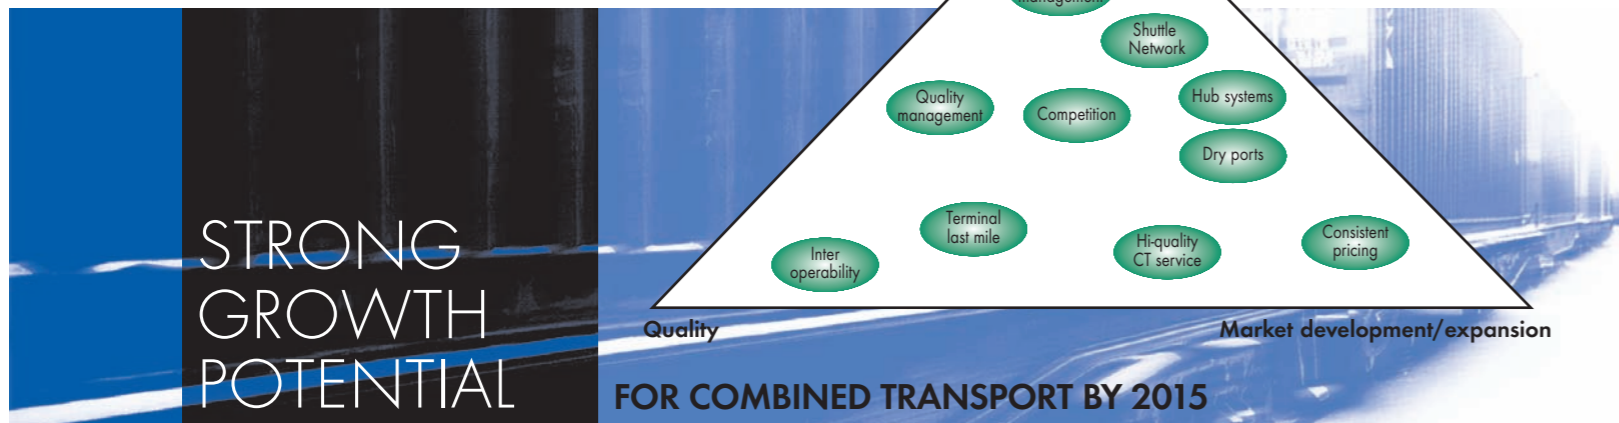 management
Shuttle
Network
Quality
management
Competition
Hub systems
Dry ports
Terminal
last mile
Inter
operability
Hi-quality
CT service
Consistent
pricing
Quality
Market development/expansion
STRONG
GROWTH
POTENTIAL
FOR COMBINED TRANSPORT BY 2015